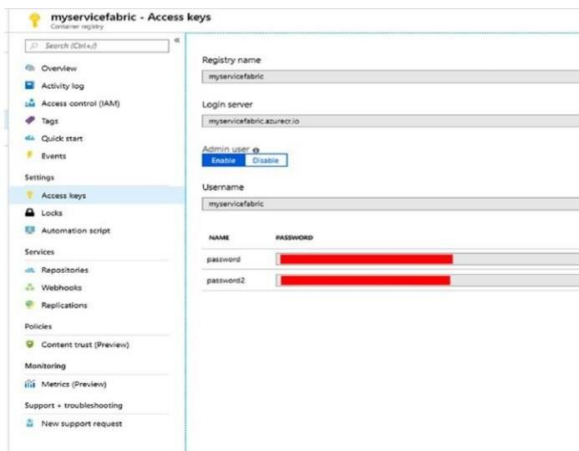 myservicefabric - Access keys
Container registry
Search (Ctrl+/)
«
Overview
Activity log
Access control (IAM)
Tags
Quick start
Events
Settings
Access keys
Locks
Automation script
Services
Repositories
Webhooks
Replications
Policies
Content trust (Preview)
Monitoring
Metrics (Preview)
Support + troubleshooting
New support request
Registry name
myservicefabric
Login server
myservicefabric.azurecr.io
Admin user
Enable Disable
Username
myservicefabric
NAME PASSWORD
password
password2